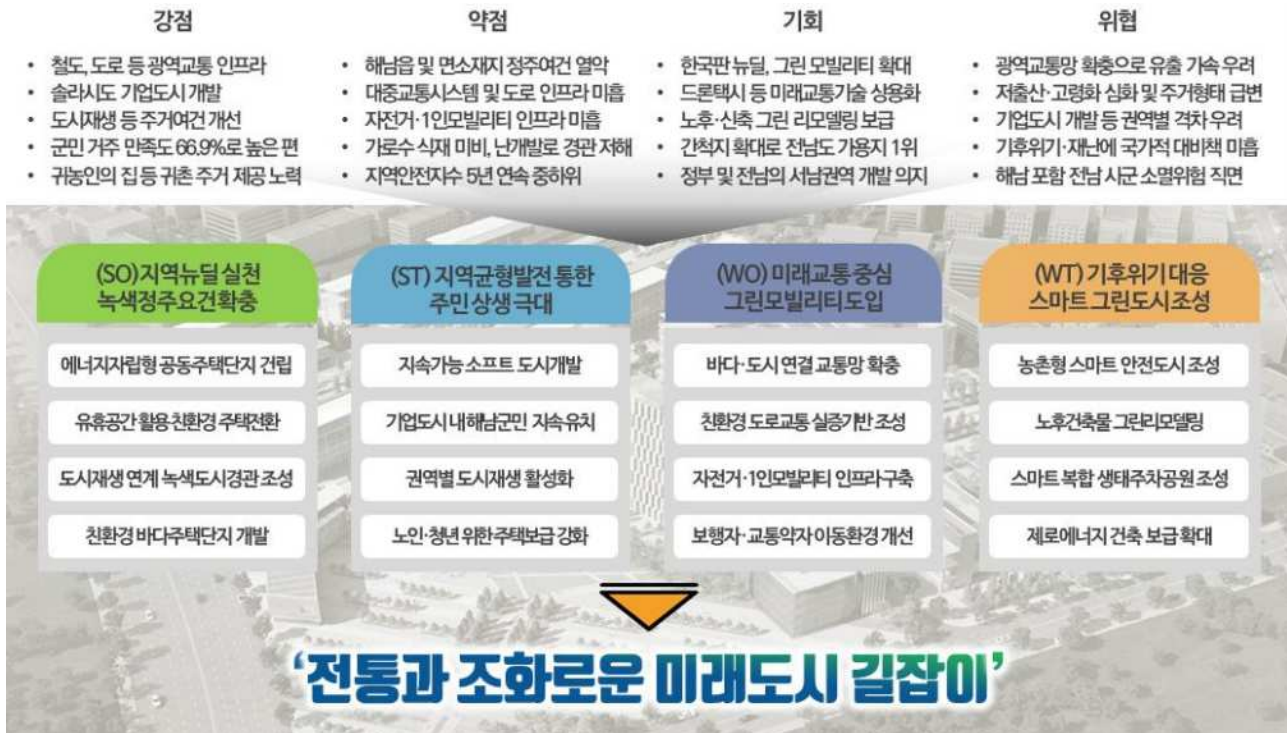 강점
• 철도, 도로 등 광역교통 인프라
• 솔라시도 기업도시 개발
• 도시재생 등 주거여건 개선
• 군민 거주 만족도 66.9%로 높은 편
• 귀농인의 집 등 귀촌 주거 제공 노력
약점
• 해남읍 및 면소재지 정주여건 열악
• 대중교통시스템 및 도로 인프라 미흡
• 자전거·1인모빌리티 인프라 미흡
• 가로수 식재 미비, 난개발로 경관 저해
• 지역안전지수 5년 연속 중하위
기회
• 한국판 뉴딜, 그린 모빌리티 확대
• 드론택시 등 미래교통기술 상용화
• 노후·신축 그린 리모델링 보급
• 간척지 확대로 전남도 가용지 1위
• 정부 및 전남의 서남권역 개발 의지
위협
• 광역교통망 확충으로 유출 가속 우려
• 저출산·고령화 심화 및 주거형태 급변
• 기업도시 개발 등 권역별 격차 우려
• 기후위기·재난에 국가적 대비책 미흡
• 해남 포함 전남 시군 소멸위험 직면
(SO) 지역뉴딜 실천
녹색정주요건 확충
에너지자립형 공동주택단지 건립
유휴공간 활용 친환경 주택전환
도시재생 연계 녹색도시경관 조성
친환경 바다주택단지 개발
(ST) 지역균형발전 통한
주민 상생 극대
지속가능 소프트 도시개발
기업도시 내 해남군민 지속 유치
권역별 도시재생 활성화
노인·청년 위한 주택보급 강화
(WO) 미래교통 중심
그린모빌리티 도입
바다·도시 연결 교통망 확충
친환경 도로교통 실증기반 조성
자전거·1인모빌리티 인프라 구축
보행자·교통약자 이동환경 개선
(WT) 기후위기 대응
스마트 그린도시 조성
농촌형 스마트 안전도시 조성
노후건축물 그린리모델링
스마트 복합 생태주차공원 조성
제로에너지 건축 보급 확대
‘전통과 조화로운 미래도시 길잡이’